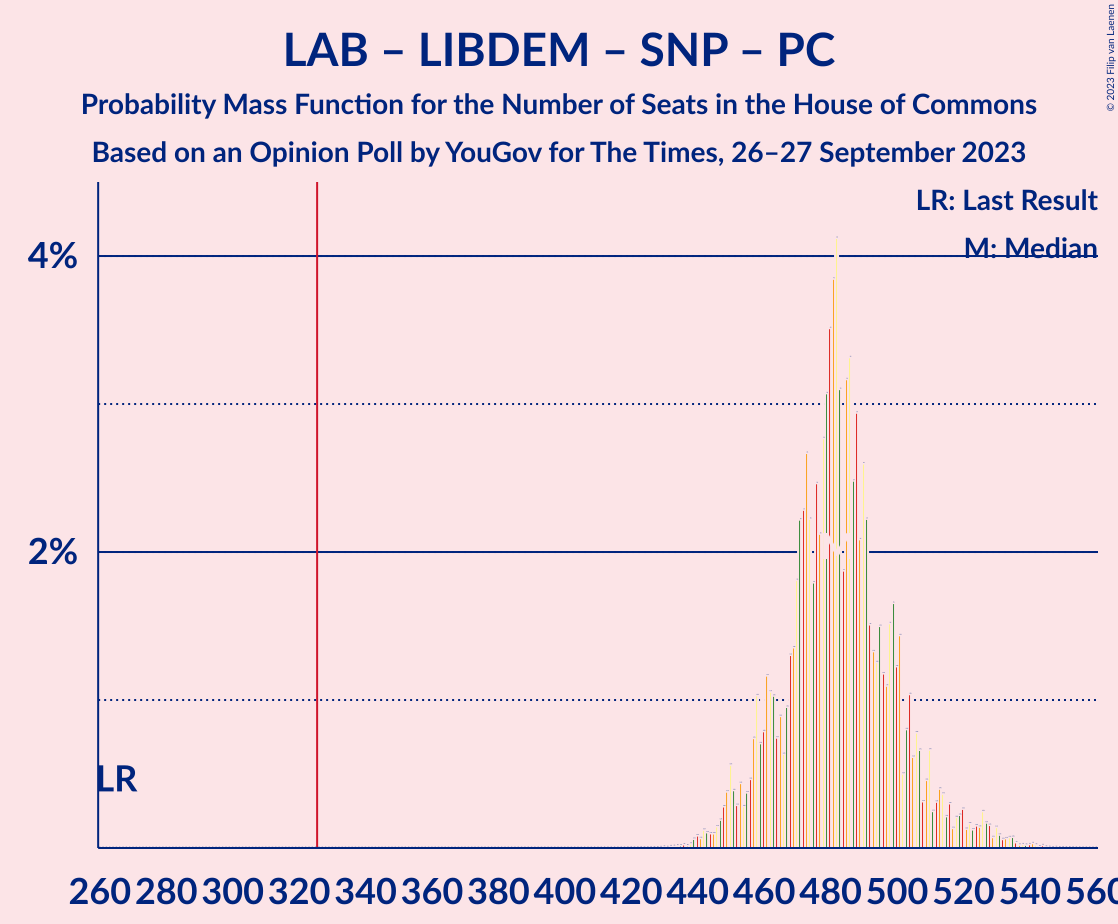 LAB – LIBDEM – SNP – PC
Probability Mass Function for the Number of Seats in the House of Commons
Based on an Opinion Poll by YouGov for The Times, 26–27 September 2023
© 2023 Filip van Laenen
LR: Last Result
M: Median
4%
2%
LR
260 280 300 320 340 360 380 400 420 440 460 480 500 520 540 560